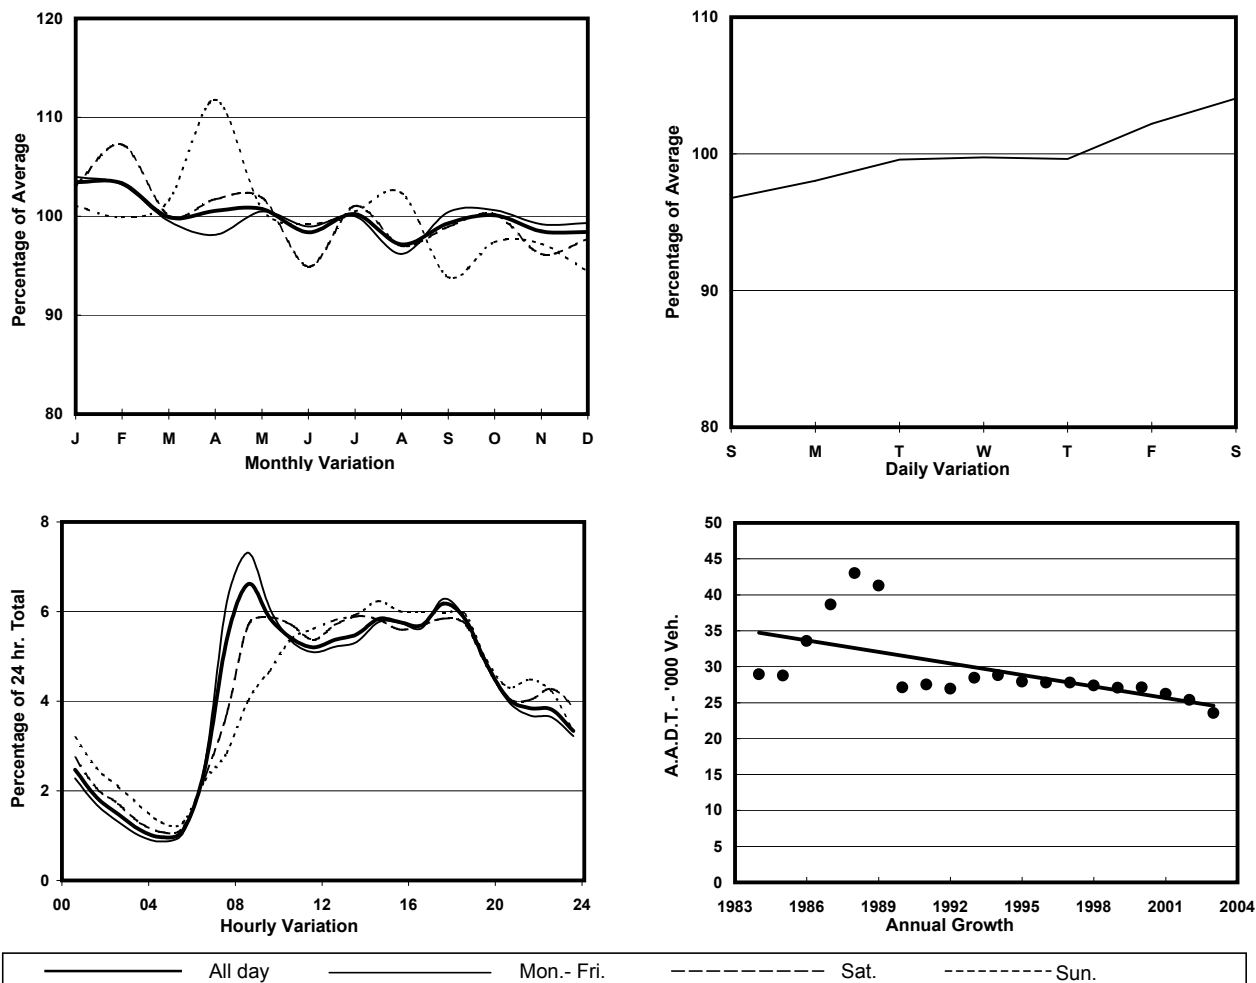 120
110
100
90
80
Percentage of Average
J F M A M J J A S O N D
Monthly Variation
110
100
90
80
Percentage of Average
S M T W T F S
Daily Variation
8
6
4
2
0
Percentage of 24 hr. Total
00 04 08 12 16 20 24
Hourly Variation
50
45
40
35
30
25
20
15
10
5
0
A.A.D.T. - '000 Veh.
1983 1986 1989 1992 1995 1998 2001 2004
Annual Growth
All day Mon.- Fri. Sat. Sun.